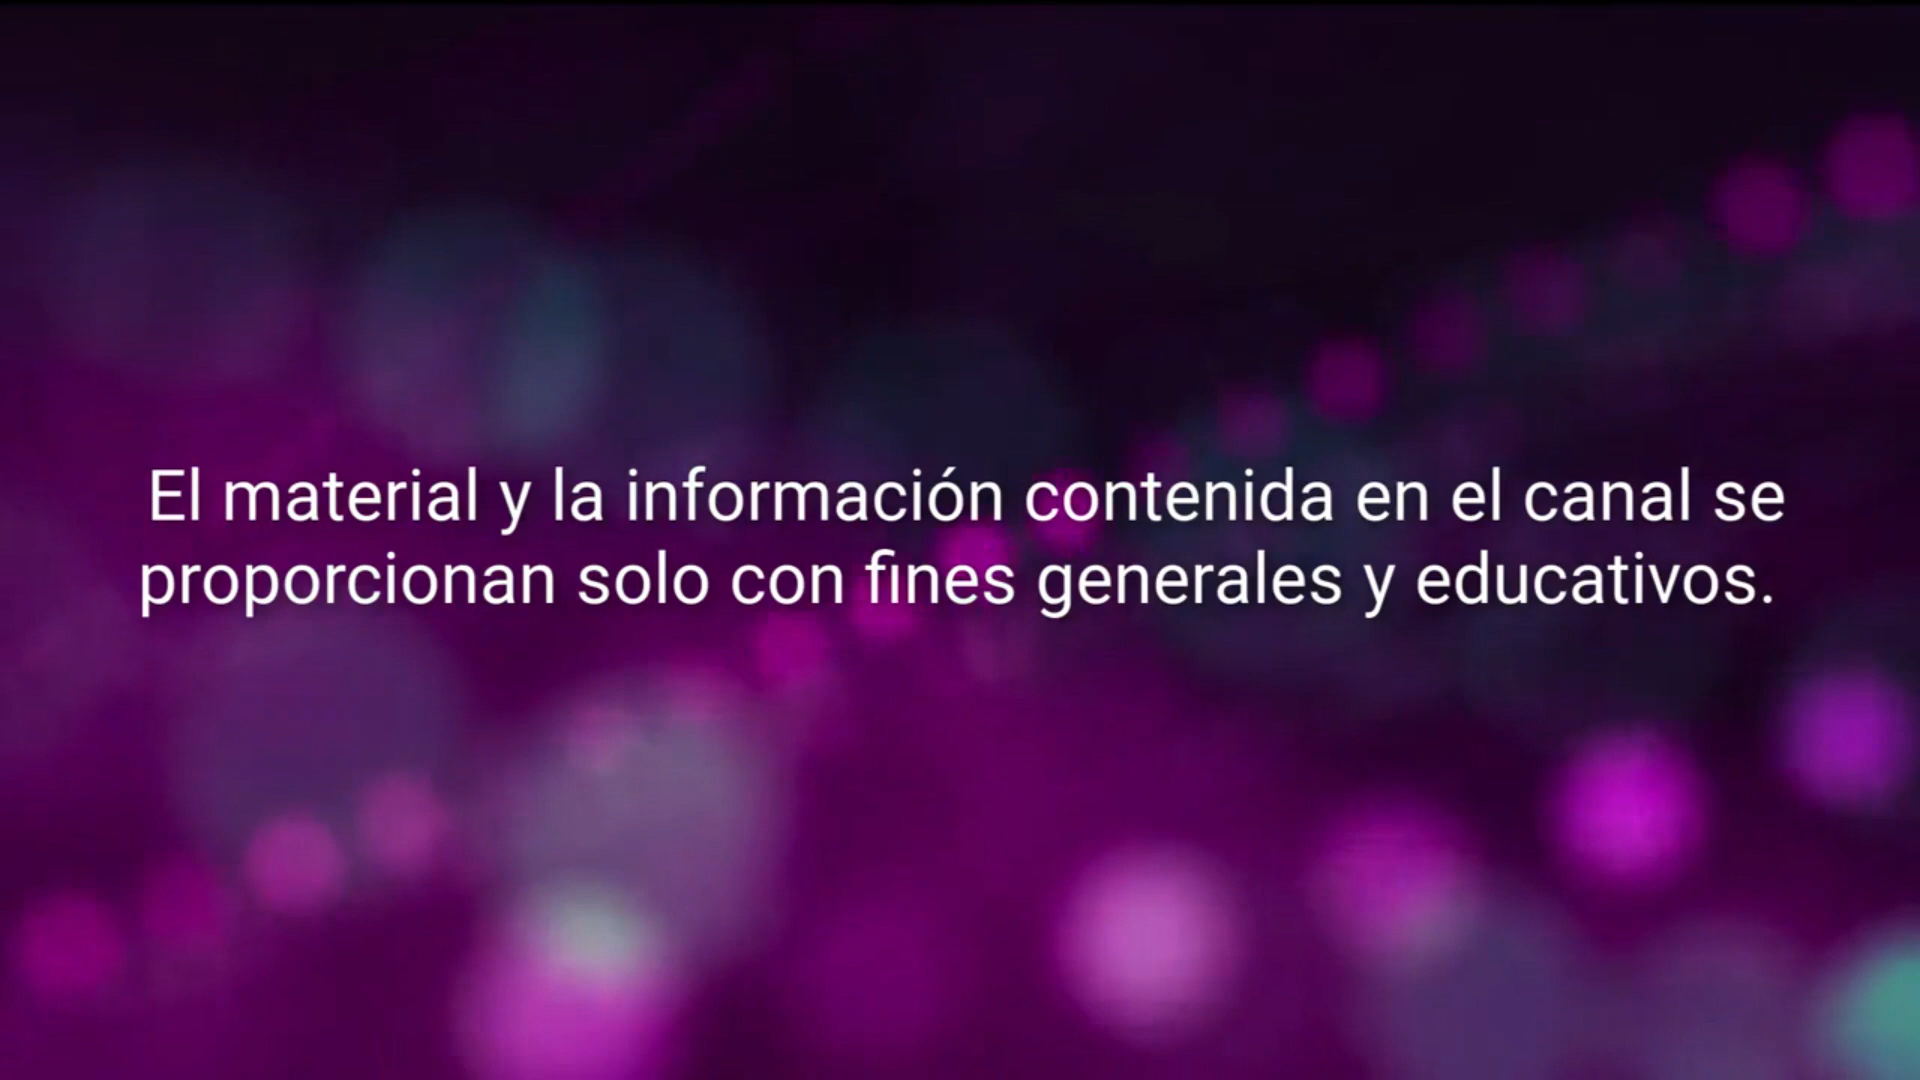 El material y la información contenida en el canal se
proporcionan solo con fines generales y educativos.